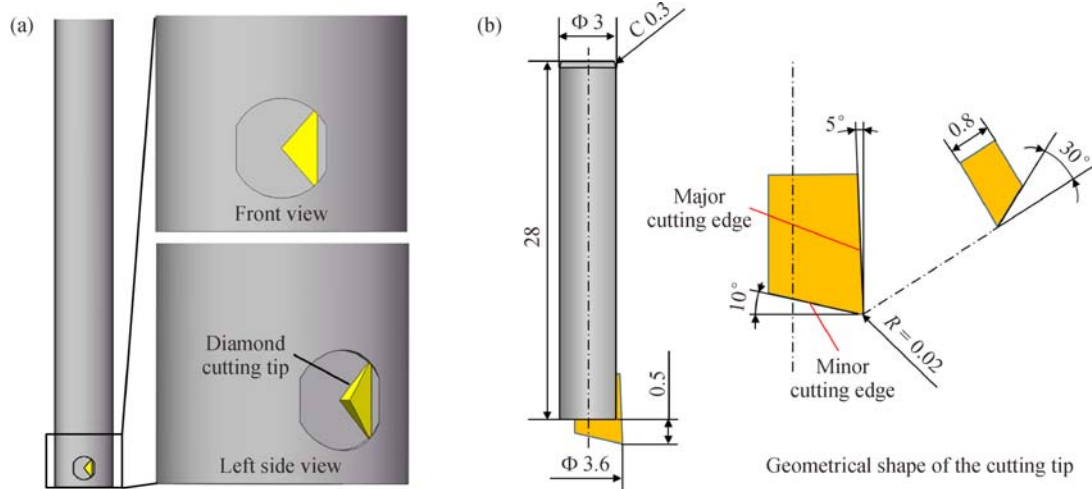 (a)
Front view
Diamond
cutting tip
Left side view
(b)
Φ 3
C 0.3
28
0.5
Φ 3.6
5°
0.8
30°
Major
cutting edge
10°
R = 0.02
Minor
cutting edge
Geometrical shape of the cutting tip